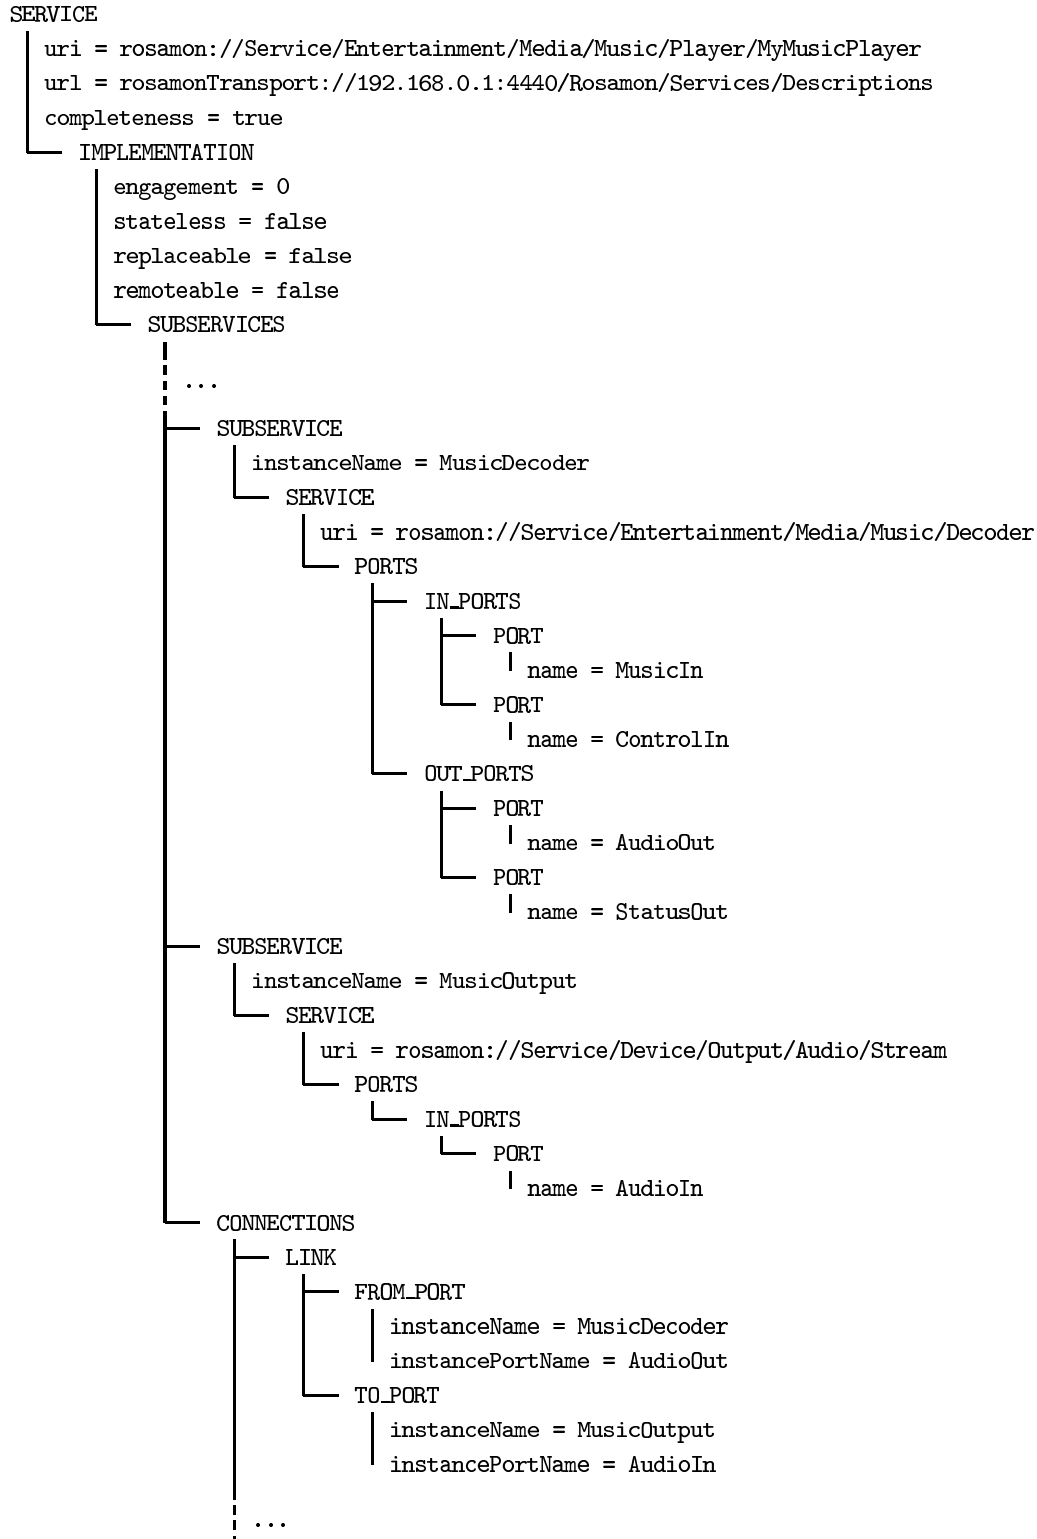 SERVICE
uri = rosamon://Service/Entertainment/Media/Music/Player/MyMusicPlayer
url = rosamonTransport://192.168.0.1:4440/Rosamon/Services/Descriptions
completeness = true
IMPLEMENTATION
engagement = 0
stateless = false
replaceable = false
remoteable = false
SUBSERVICES
...
SUBSERVICE
instanceName = MusicDecoder
SERVICE
uri = rosamon://Service/Entertainment/Media/Music/Decoder
PORTS
IN_PORTS
PORT
name = MusicIn
PORT
name = ControlIn
OUT_PORTS
PORT
name = AudioOut
PORT
name = StatusOut
SUBSERVICE
instanceName = MusicOutput
SERVICE
uri = rosamon://Service/Device/Output/Audio/Stream
PORTS
IN_PORTS
PORT
name = AudioIn
CONNECTIONS
LINK
FROM_PORT
instanceName = MusicDecoder
instancePortName = AudioOut
TO_PORT
instanceName = MusicOutput
instancePortName = AudioIn
...